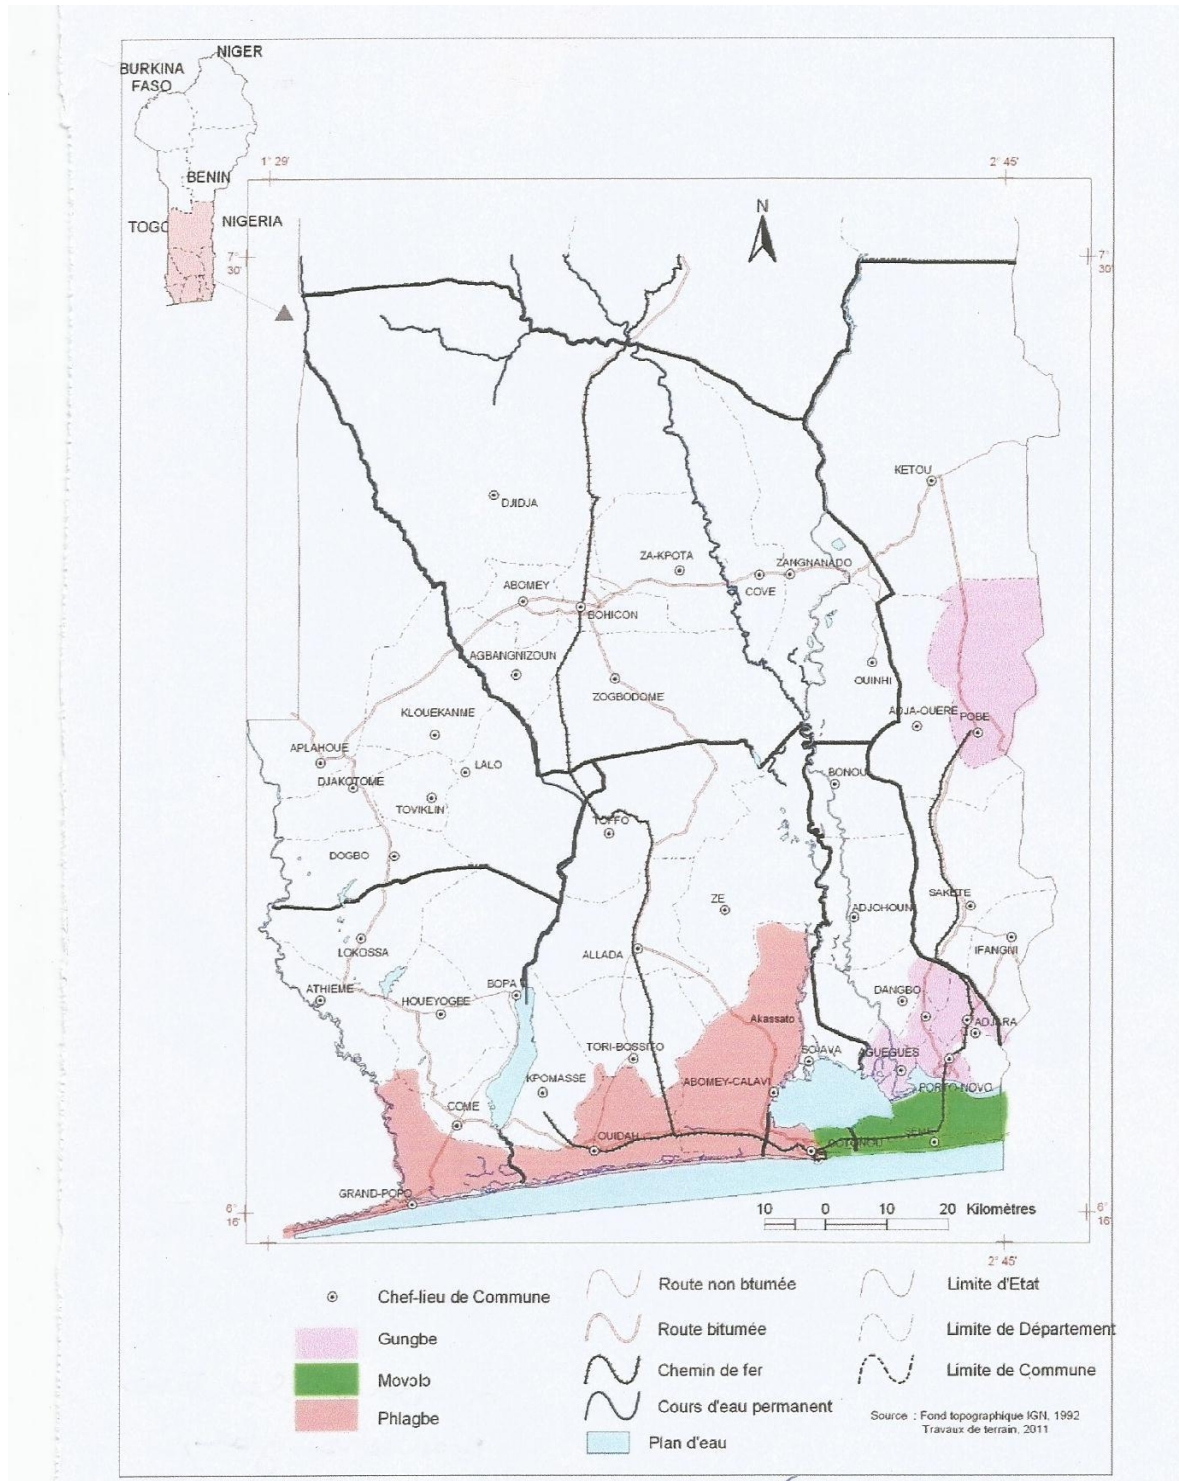 NIGER
BURKINA
FASO
BENIN
TOGO
NIGERIA
1° 29'
2° 45'
N
7°
30'
7°
30'
KETOU
DJIDJA
ZA-KPOTA
ZANGNANADO
COVE
ABOMEY
BOHICON
AGBANGNIZOUN
OUINHI
ZOGBODOME
KLOUEKANME
ADJA-OUERE
POBE
APLAHOUE
LALO
DJAKOTOME
BONOU
TOVIKLIN
TOFFO
DOGBO
SAKETE
ZE
ADJOHOUN
LOKOSSA
ALLADA
IFANGNI
ATHIEME
BOPA
DANGBO
HOUEYOGBE
Akassato
ADJARA
TORI-BOSSITO
SO-AVA
AGUEGUES
KPOMASSE
ABOMEY-CALAVI
PORTO-NOVO
COME
OUIDAH
COTONOU
SEME
GRAND-POPO
6°
16'
10 0 10 20 Kilomètres
6°
16'
2° 45'
Chef-lieu de Commune
Gungbe
Movolo
Phlagbe
Route non btumée
Route bitumée
Chemin de fer
Cours d'eau permanent
Plan d'eau
Limite d'Etat
Limite de Département
Limite de Commune
Source : Fond topographique IGN, 1992
Travaux de terrain, 2011